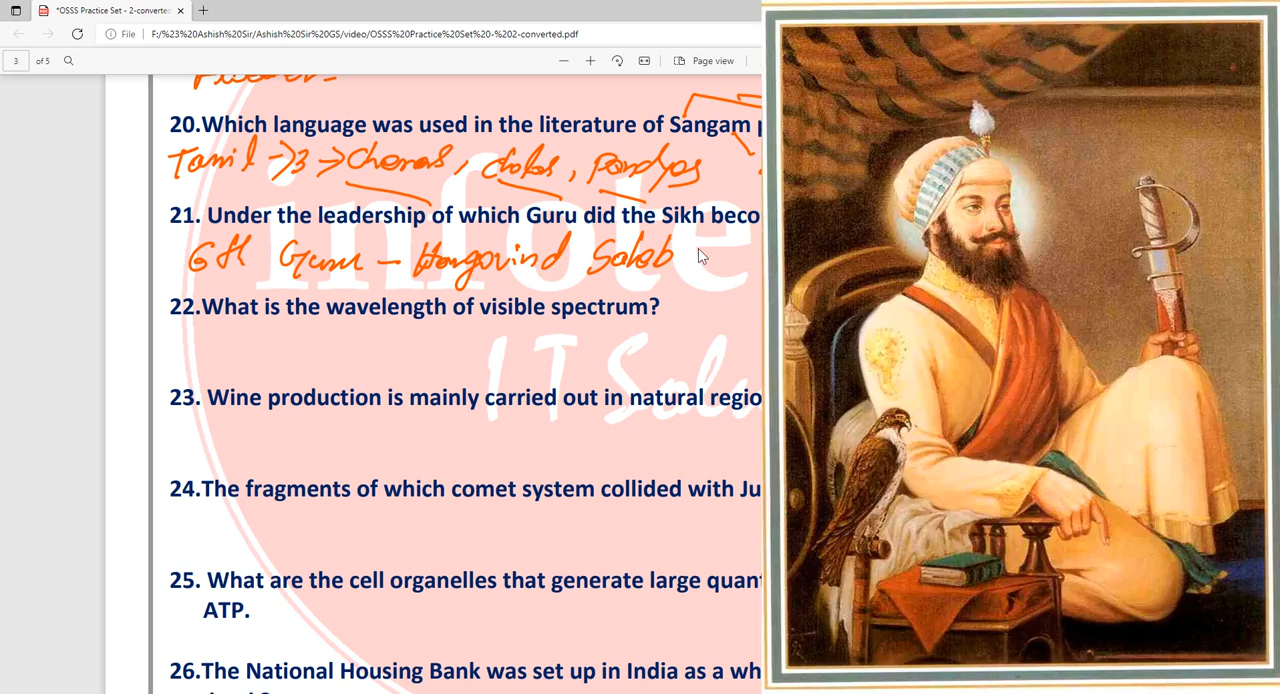 *OSSS Practice Set - 2-converted
File F:/%23%20Ashish%20Sir/Ashish%20Sir%20GS/video/OSSS%20Practice%20Set%20-%202-converted.pdf
3 of 5 Page view
20.Which language was used in the literature of Sangam p
Tamil → 3 → Cheras, Cholas, Pandyas
21. Under the leadership of which Guru did the Sikh beco
6th Guru - Hargovind Saheb
22.What is the wavelength of visible spectrum?
23. Wine production is mainly carried out in natural regio
24.The fragments of which comet system collided with Ju
25. What are the cell organelles that generate large quant
ATP.
26.The National Housing Bank was set up in India as a wh
infote
IT Solu